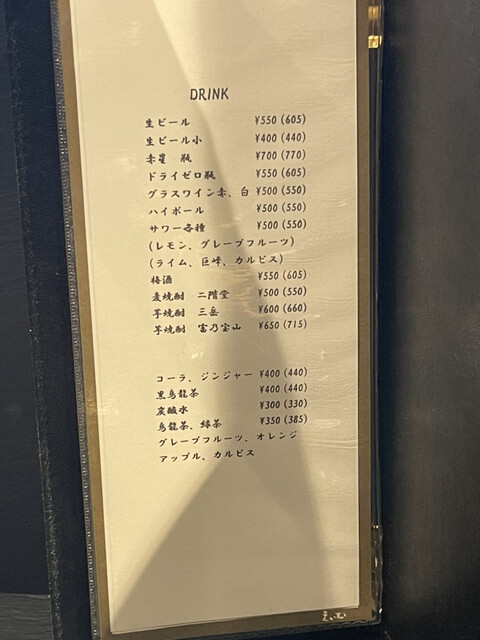 DRINK
生ビール ¥550(605)
生ビール小 ¥400(440)
赤星 瓶 ¥700(770)
ドライゼロ瓶 ¥550(605)
グラスワイン赤、白 ¥500(550)
ハイボール ¥500(550)
サワー各種 ¥500(550)
(レモン、グレープフルーツ)
(ライム、巨峰、カルピス)
梅酒 ¥550(605)
麦焼酎 二階堂 ¥500(550)
芋焼酎 三岳 ¥600(660)
芋焼酎 富乃宝山 ¥650(715)
コーラ、ジンジャー ¥400(440)
黒烏龍茶 ¥400(440)
炭酸水 ¥300(330)
烏龍茶、緑茶 ¥350(385)
グレープフルーツ、オレンジ
アップル、カルピス